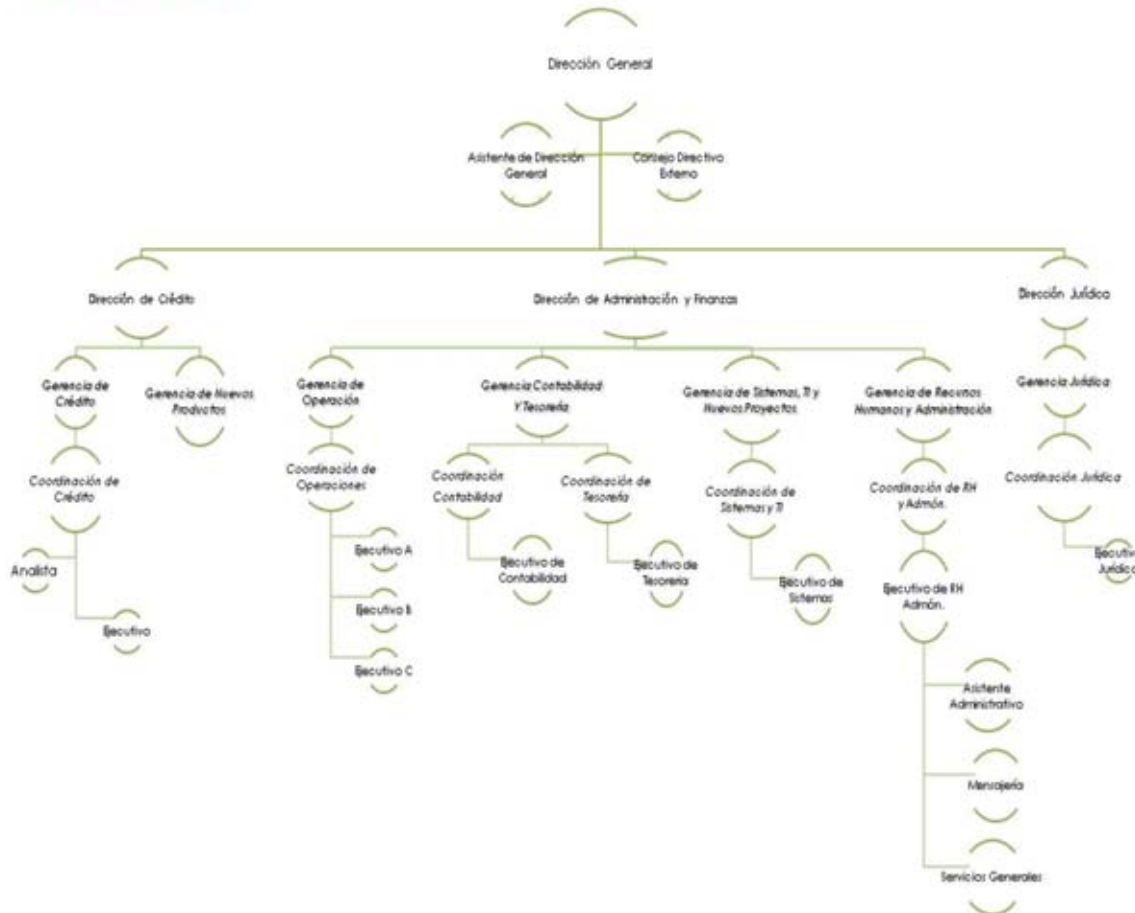 Dirección General
Asistente de Dirección
General
Consejo Directivo
Externo
Dirección de Crédito
Dirección de Administración y Finanzas
Dirección Jurídica
Gerencia de
Crédito
Gerencia de Nuevos
Productos
Gerencia de
Operación
Gerencia Contabilidad
Y Tesorería
Gerencia de Sistemas, TI y
Nuevos Proyectos
Gerencia de Recursos
Humanos y Administración
Gerencia Jurídica
Coordinación de
Crédito
Coordinación de
Operaciones
Coordinación
Contabilidad
Coordinación de
Tesorería
Coordinación de
Sistemas y TI
Coordinación de RH
y Admón.
Coordinación Jurídica
Analista
Ejecutivo
Ejecutivo A
Ejecutivo B
Ejecutivo C
Ejecutivo de
Contabilidad
Ejecutivo de
Tesorería
Ejecutivo de
Sistemas
Ejecutivo de RH
Admón.
Ejecutivo
Jurídico
Asistente
Administrativo
Mensajería
Servicios Generales